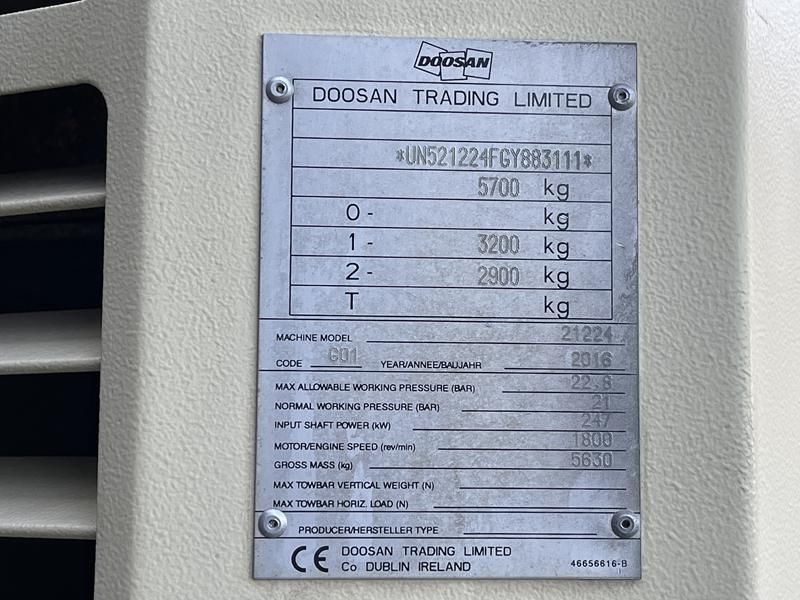 DOOSAN
DOOSAN TRADING LIMITED
*UN521224FGY883111*
5700 kg
0- kg
1- 3200 kg
2- 2900 kg
T kg
MACHINE MODEL 21224
CODE G01 YEAR/ANNEE/BAUJAHR 2016
MAX ALLOWABLE WORKING PRESSURE (BAR) 22.8
NORMAL WORKING PRESSURE (BAR) 21
INPUT SHAFT POWER (kW) 247
MOTOR/ENGINE SPEED (rev/min) 1800
GROSS MASS (kg) 5630
MAX TOWBAR VERTICAL WEIGHT (N)
MAX TOWBAR HORIZ. LOAD (N)
PRODUCER/HERSTELLER TYPE
CE DOOSAN TRADING LIMITED
Co DUBLIN IRELAND 46656616-B